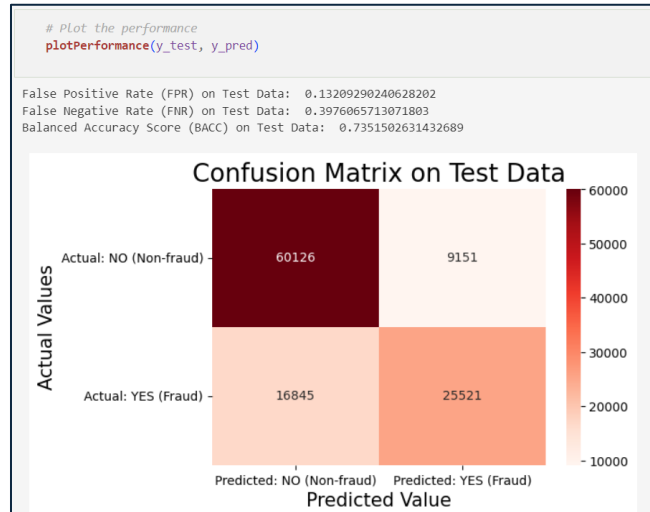 # Plot the performance
plotPerformance(y_test, y_pred)
False Positive Rate (FPR) on Test Data:  0.13209290240628202
False Negative Rate (FNR) on Test Data:  0.3976065713071803
Balanced Accuracy Score (BACC) on Test Data:  0.7351502631432689
Confusion Matrix on Test Data
60000
50000
40000
30000
20000
10000
Actual Values
Actual: NO (Non-fraud)
60126
9151
Actual: YES (Fraud)
16845
25521
Predicted: NO (Non-fraud)
Predicted: YES (Fraud)
Predicted Value